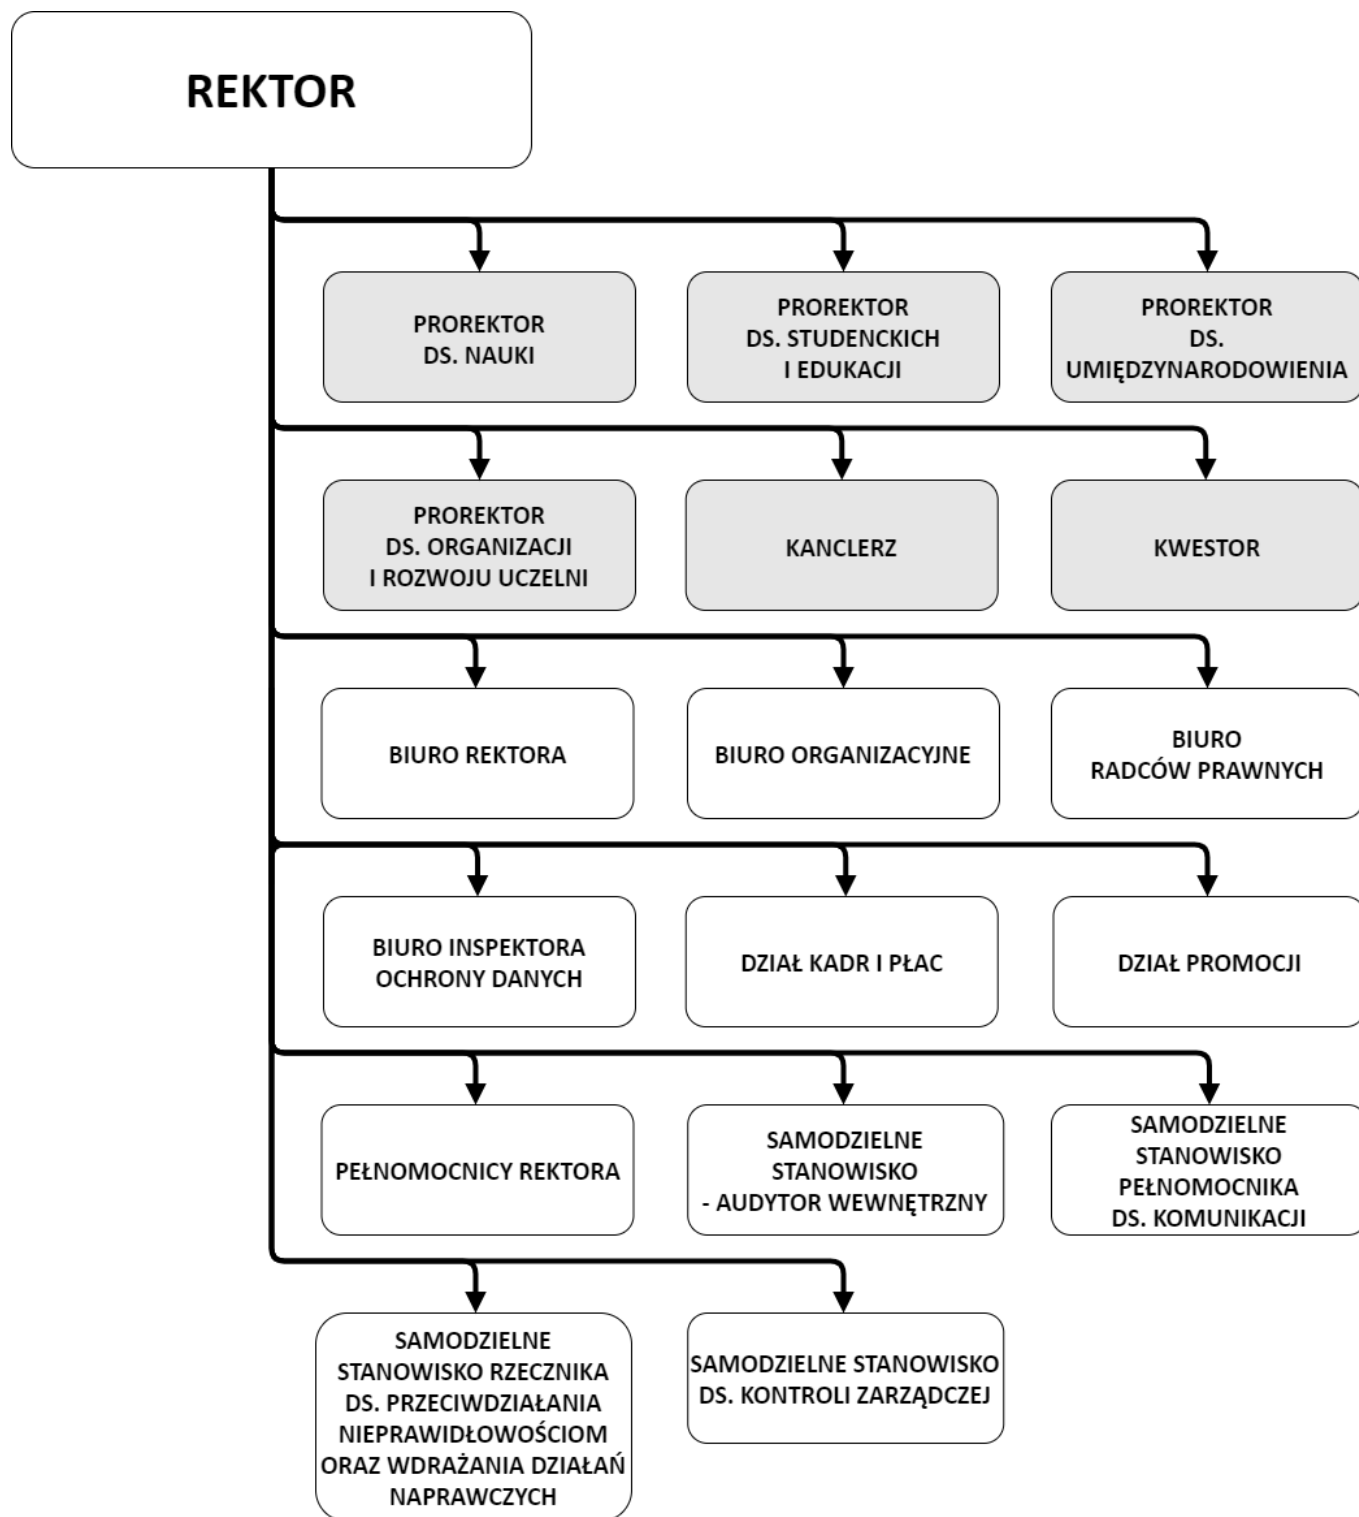 REKTOR
PROREKTOR
DS. NAUKI
PROREKTOR
DS. STUDENCKICH
I EDUKACJI
PROREKTOR
DS.
UMIĘDZYNARODOWIENIA
PROREKTOR
DS. ORGANIZACJI
I ROZWOJU UCZELNI
KANCLERZ
KWESTOR
BIURO REKTORA
BIURO ORGANIZACYJNE
BIURO
RADCÓW PRAWNYCH
BIURO INSPEKTORA
OCHRONY DANYCH
DZIAŁ KADR I PŁAC
DZIAŁ PROMOCJI
PEŁNOMOCNICY REKTORA
SAMODZIELNE
STANOWISKO
- AUDYTOR WEWNĘTRZNY
SAMODZIELNE
STANOWISKO
PEŁNOMOCNIKA
DS. KOMUNIKACJI
SAMODZIELNE
STANOWISKO RZECZNIKA
DS. PRZECIWDZIAŁANIA
NIEPRAWIDŁOWOŚCIOM
ORAZ WDRAŻANIA DZIAŁAŃ
NAPRAWCZYCH
SAMODZIELNE STANOWISKO
DS. KONTROLI ZARZĄDCZEJ